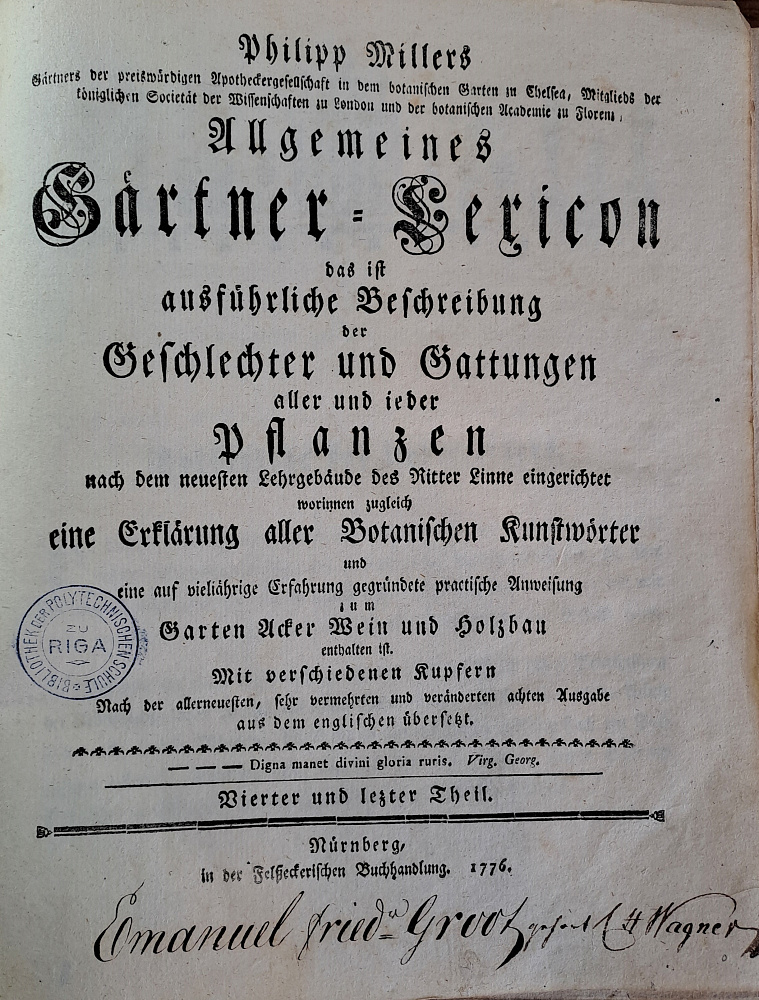 Philipp Millers
Gärtners der preiswürdigen Apotheckergesellschaft in dem botanischen Garten zu Chelsea, Mitglieds der
königlichen Societät der Wissenschaften zu London und der botanischen Academie zu Florenz,
Allgemeines
Gärtner-Lexicon
das ist
ausführliche Beschreibung
der
Geschlechter und Gattungen
aller und ieder
Pflanzen
nach dem neuesten Lehrgebäude des Ritter Linne eingerichtet
worinnen zugleich
eine Erklärung aller Botanischen Kunstwörter
und
eine auf vieljährige Erfahrung gegründete practische Anweisung
zum
Garten Acker Wein und Holzbau
enthalten ist.
Mit verschiedenen Kupfern
Nach der allerneuesten, sehr vermehrten und veränderten achten Ausgabe
aus dem englischen übersetzt.
BIBLIOTHEK DER POLYTECHNISCHEN SCHULE
ZU
RIGA
— — — Digna manet divini gloria ruris. Virg. Georg.
Vierter und lezter Theil.
Nürnberg,
in der Felßeckerischen Buchhandlung. 1776.
Emanuel Fried. Groot H Wagner